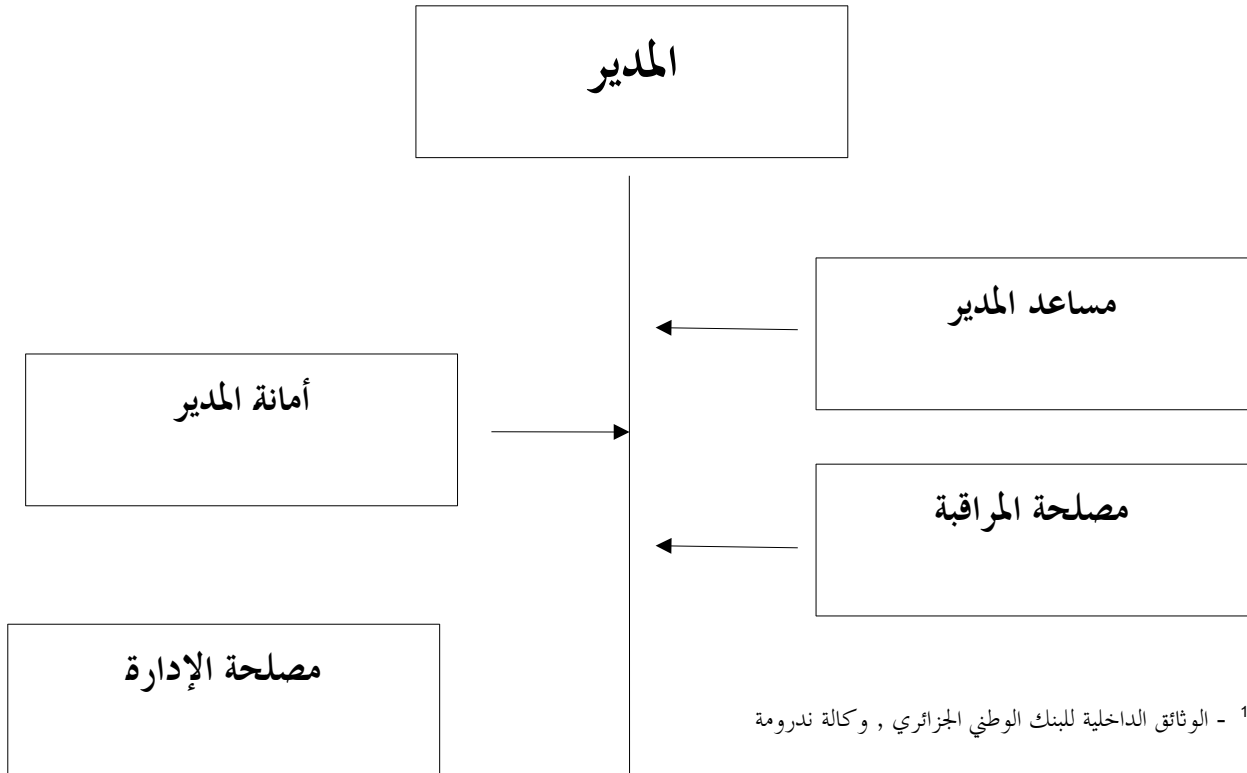 المدير
مساعد المدير
أمانة المدير
مصلحة المراقبة
مصلحة الإدارة
1 - الوثائق الداخلية للبنك الوطني الجزائري , وكالة ندرومة